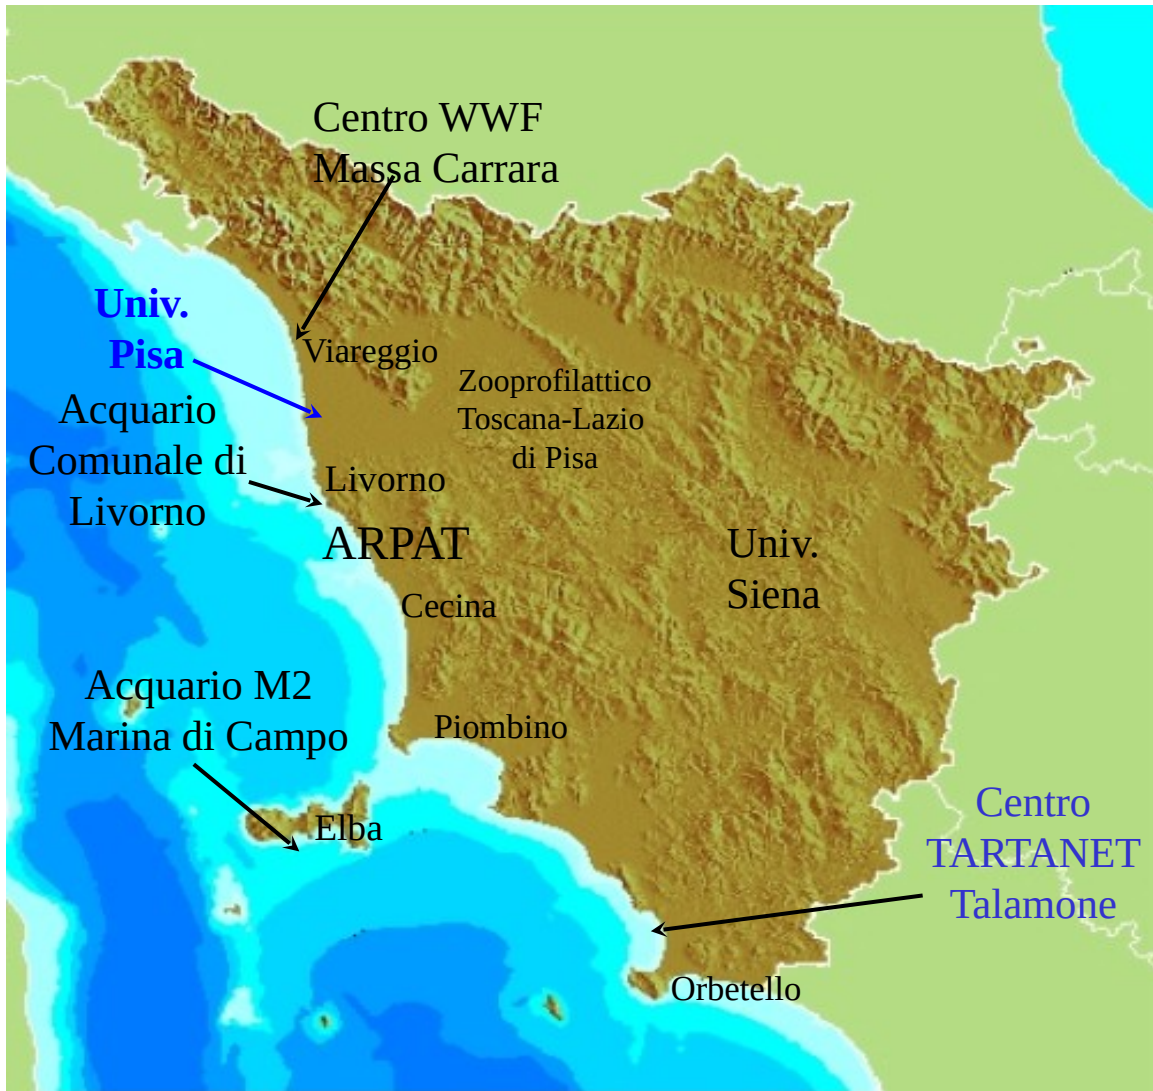 Centro WWF
Massa Carrara
Univ.
Pisa
Viareggio
Zooprofilattico
Toscana-Lazio
di Pisa
Acquario
Comunale di
Livorno
Livorno
ARPAT
Univ.
Siena
Cecina
Acquario M2
Marina di Campo
Piombino
Elba
Centro
TARTANET
Talamone
Orbetello